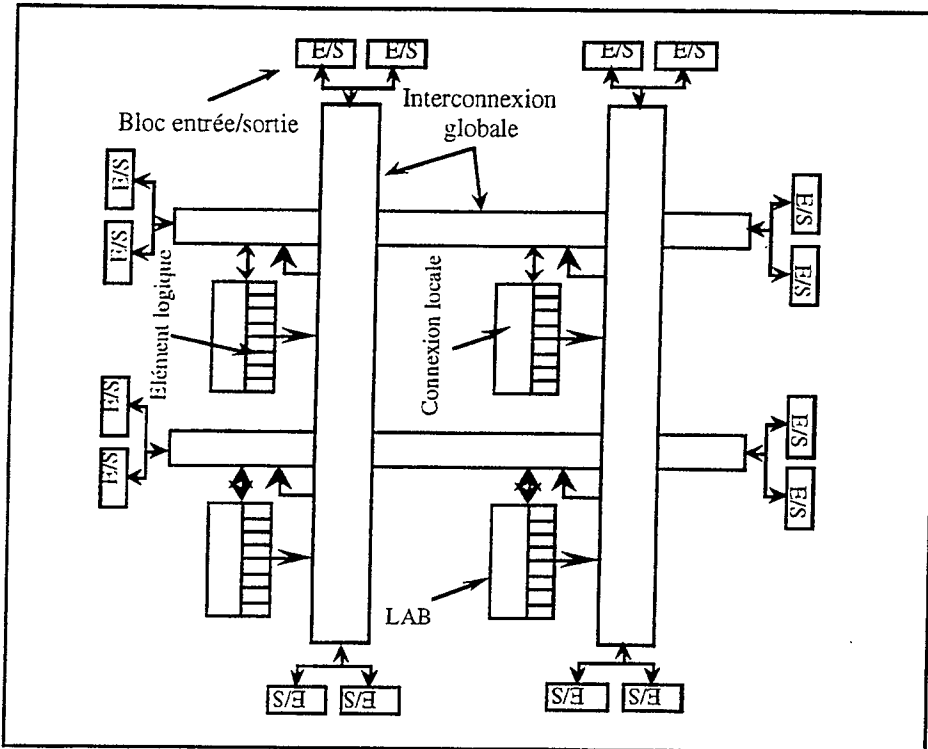 E/S E/S E/S E/S
Bloc entrée/sortie
Interconnexion
globale
E/S
E/S
E/S
E/S
Elément logique
Connexion locale
E/S
E/S
E/S
E/S
LAB
E/S E/S E/S E/S